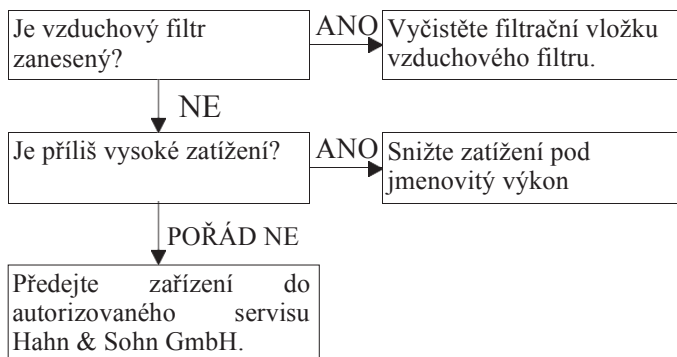 Je vzduchový filtr
zanesený?
ANO
Vyčistěte filtrační vložku
vzduchového filtru.
NE
Je příliš vysoké zatížení?
ANO
Snižte zatížení pod
jmenovitý výkon
POŘÁD NE
Předejte zařízení do
autorizovaného servisu
Hahn & Sohn GmbH.